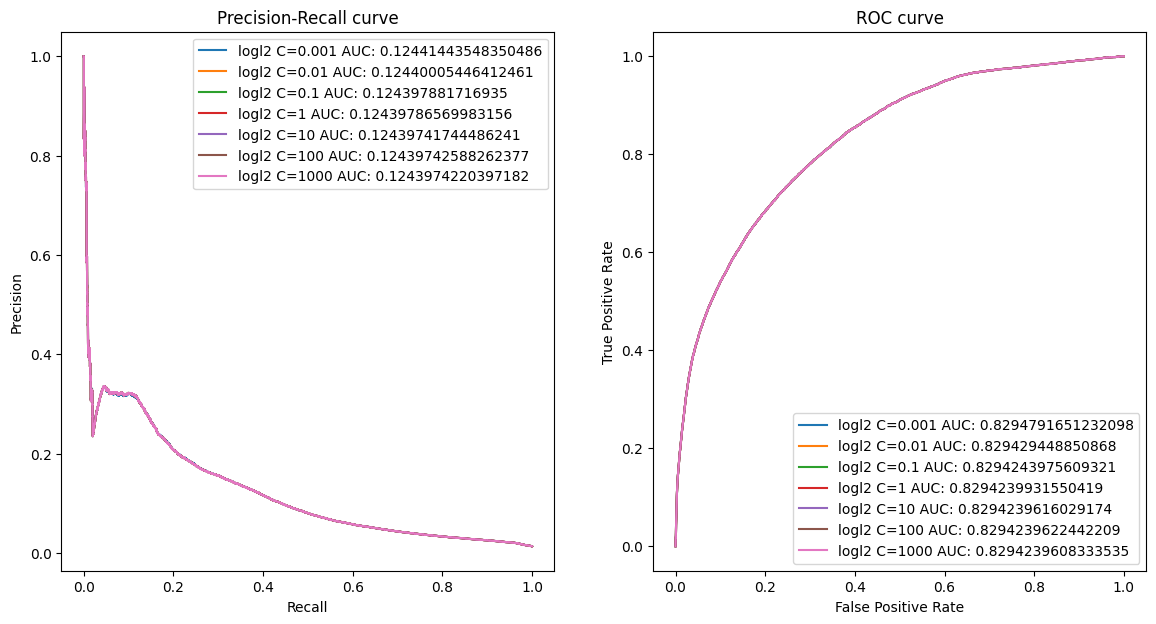 Precision-Recall curve
logl2 C=0.001 AUC: 0.12441443548350486
logl2 C=0.01 AUC: 0.12440005446412461
logl2 C=0.1 AUC: 0.124397881716935
logl2 C=1 AUC: 0.12439786569983156
logl2 C=10 AUC: 0.12439741744486241
logl2 C=100 AUC: 0.12439742588262377
logl2 C=1000 AUC: 0.1243974220397182
1.0
0.8
0.6
0.4
0.2
0.0
Precision
0.0 0.2 0.4 0.6 0.8 1.0
Recall
ROC curve
1.0
0.8
0.6
0.4
0.2
0.0
True Positive Rate
logl2 C=0.001 AUC: 0.8294791651232098
logl2 C=0.01 AUC: 0.829429448850868
logl2 C=0.1 AUC: 0.8294243975609321
logl2 C=1 AUC: 0.8294239931550419
logl2 C=10 AUC: 0.8294239616029174
logl2 C=100 AUC: 0.8294239622442209
logl2 C=1000 AUC: 0.8294239608333535
0.0 0.2 0.4 0.6 0.8 1.0
False Positive Rate